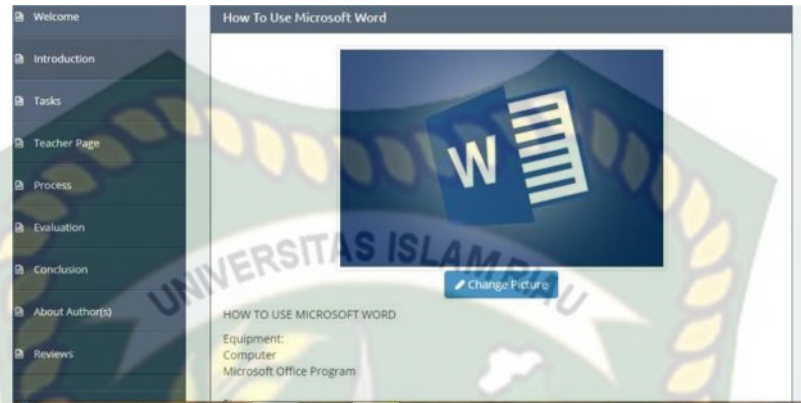 Welcome
Introduction
Tasks
Teacher Page
Process
Evaluation
Conclusion
About Author(s)
Reviews
How To Use Microsoft Word
W
UNIVERSITAS ISLAM RIAU
Change Picture
HOW TO USE MICROSOFT WORD
Equipment:
Computer
Microsoft Office Program